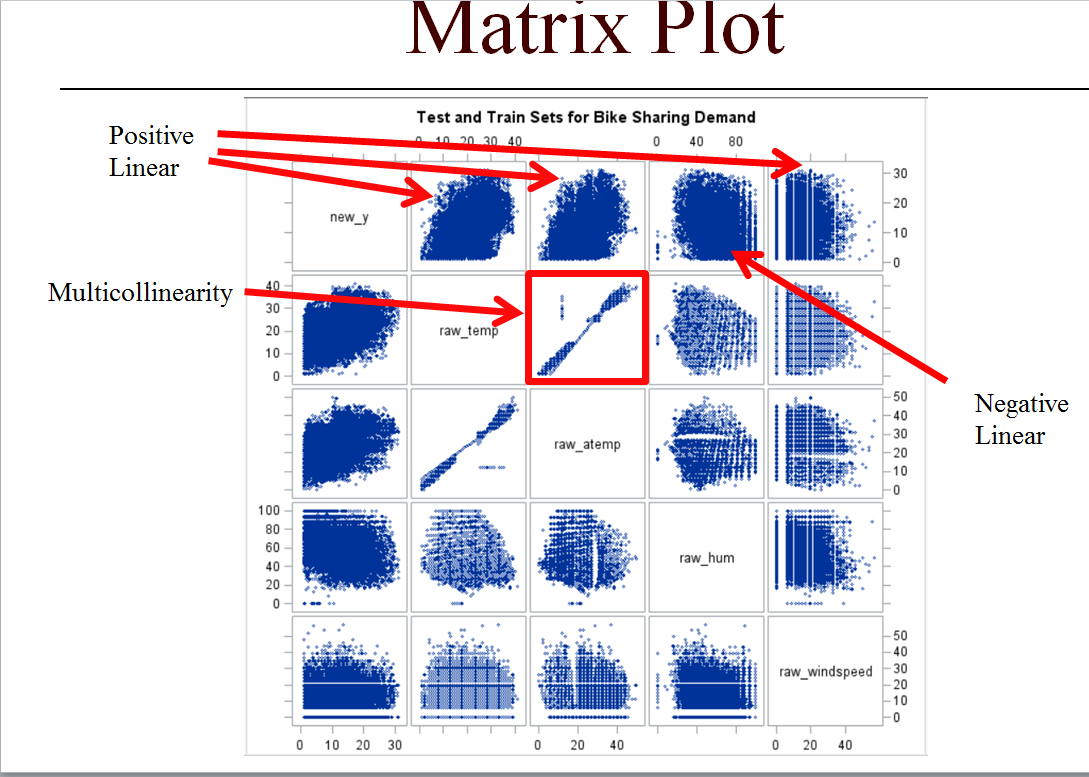 Matrix Plot
Test and Train Sets for Bike Sharing Demand
Positive
Linear
0 10 20 30 40
0 40 80
new_y
30
20
10
0
Multicollinearity
40
30
20
10
0
raw_temp
Negative
Linear
raw_atemp
50
40
30
20
10
0
100
80
60
40
20
0
raw_hum
raw_windspeed
50
40
30
20
10
0
0 10 20 30
0 20 40
0 20 40